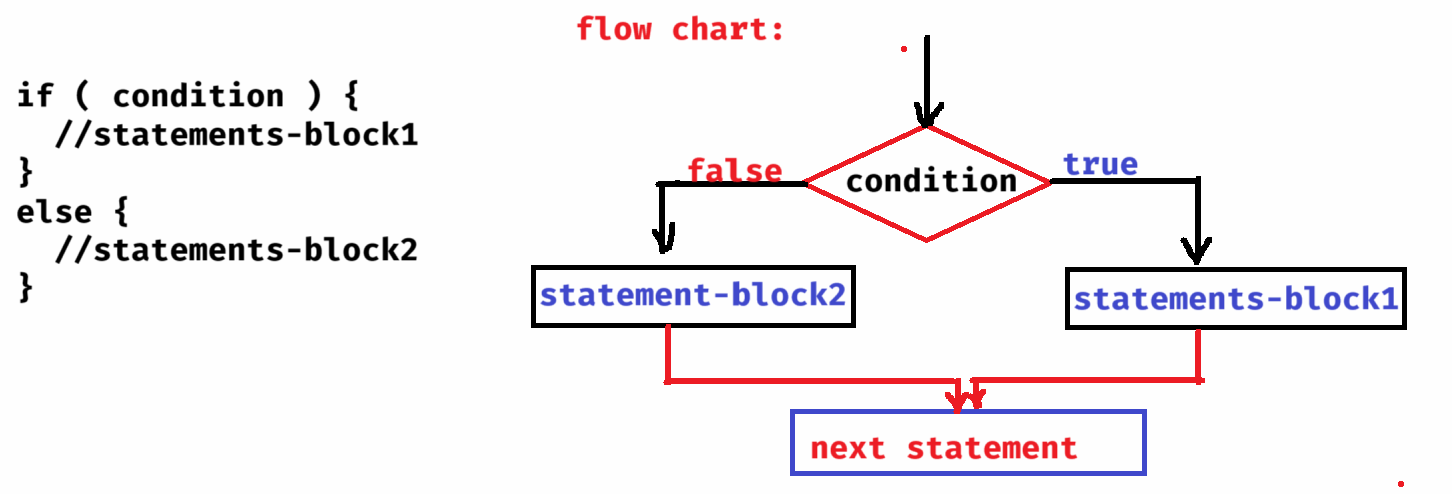 flow chart:
if ( condition ) {
  //statements-block1
}
else {
  //statements-block2
}
false
condition
true
statement-block2
statements-block1
next statement